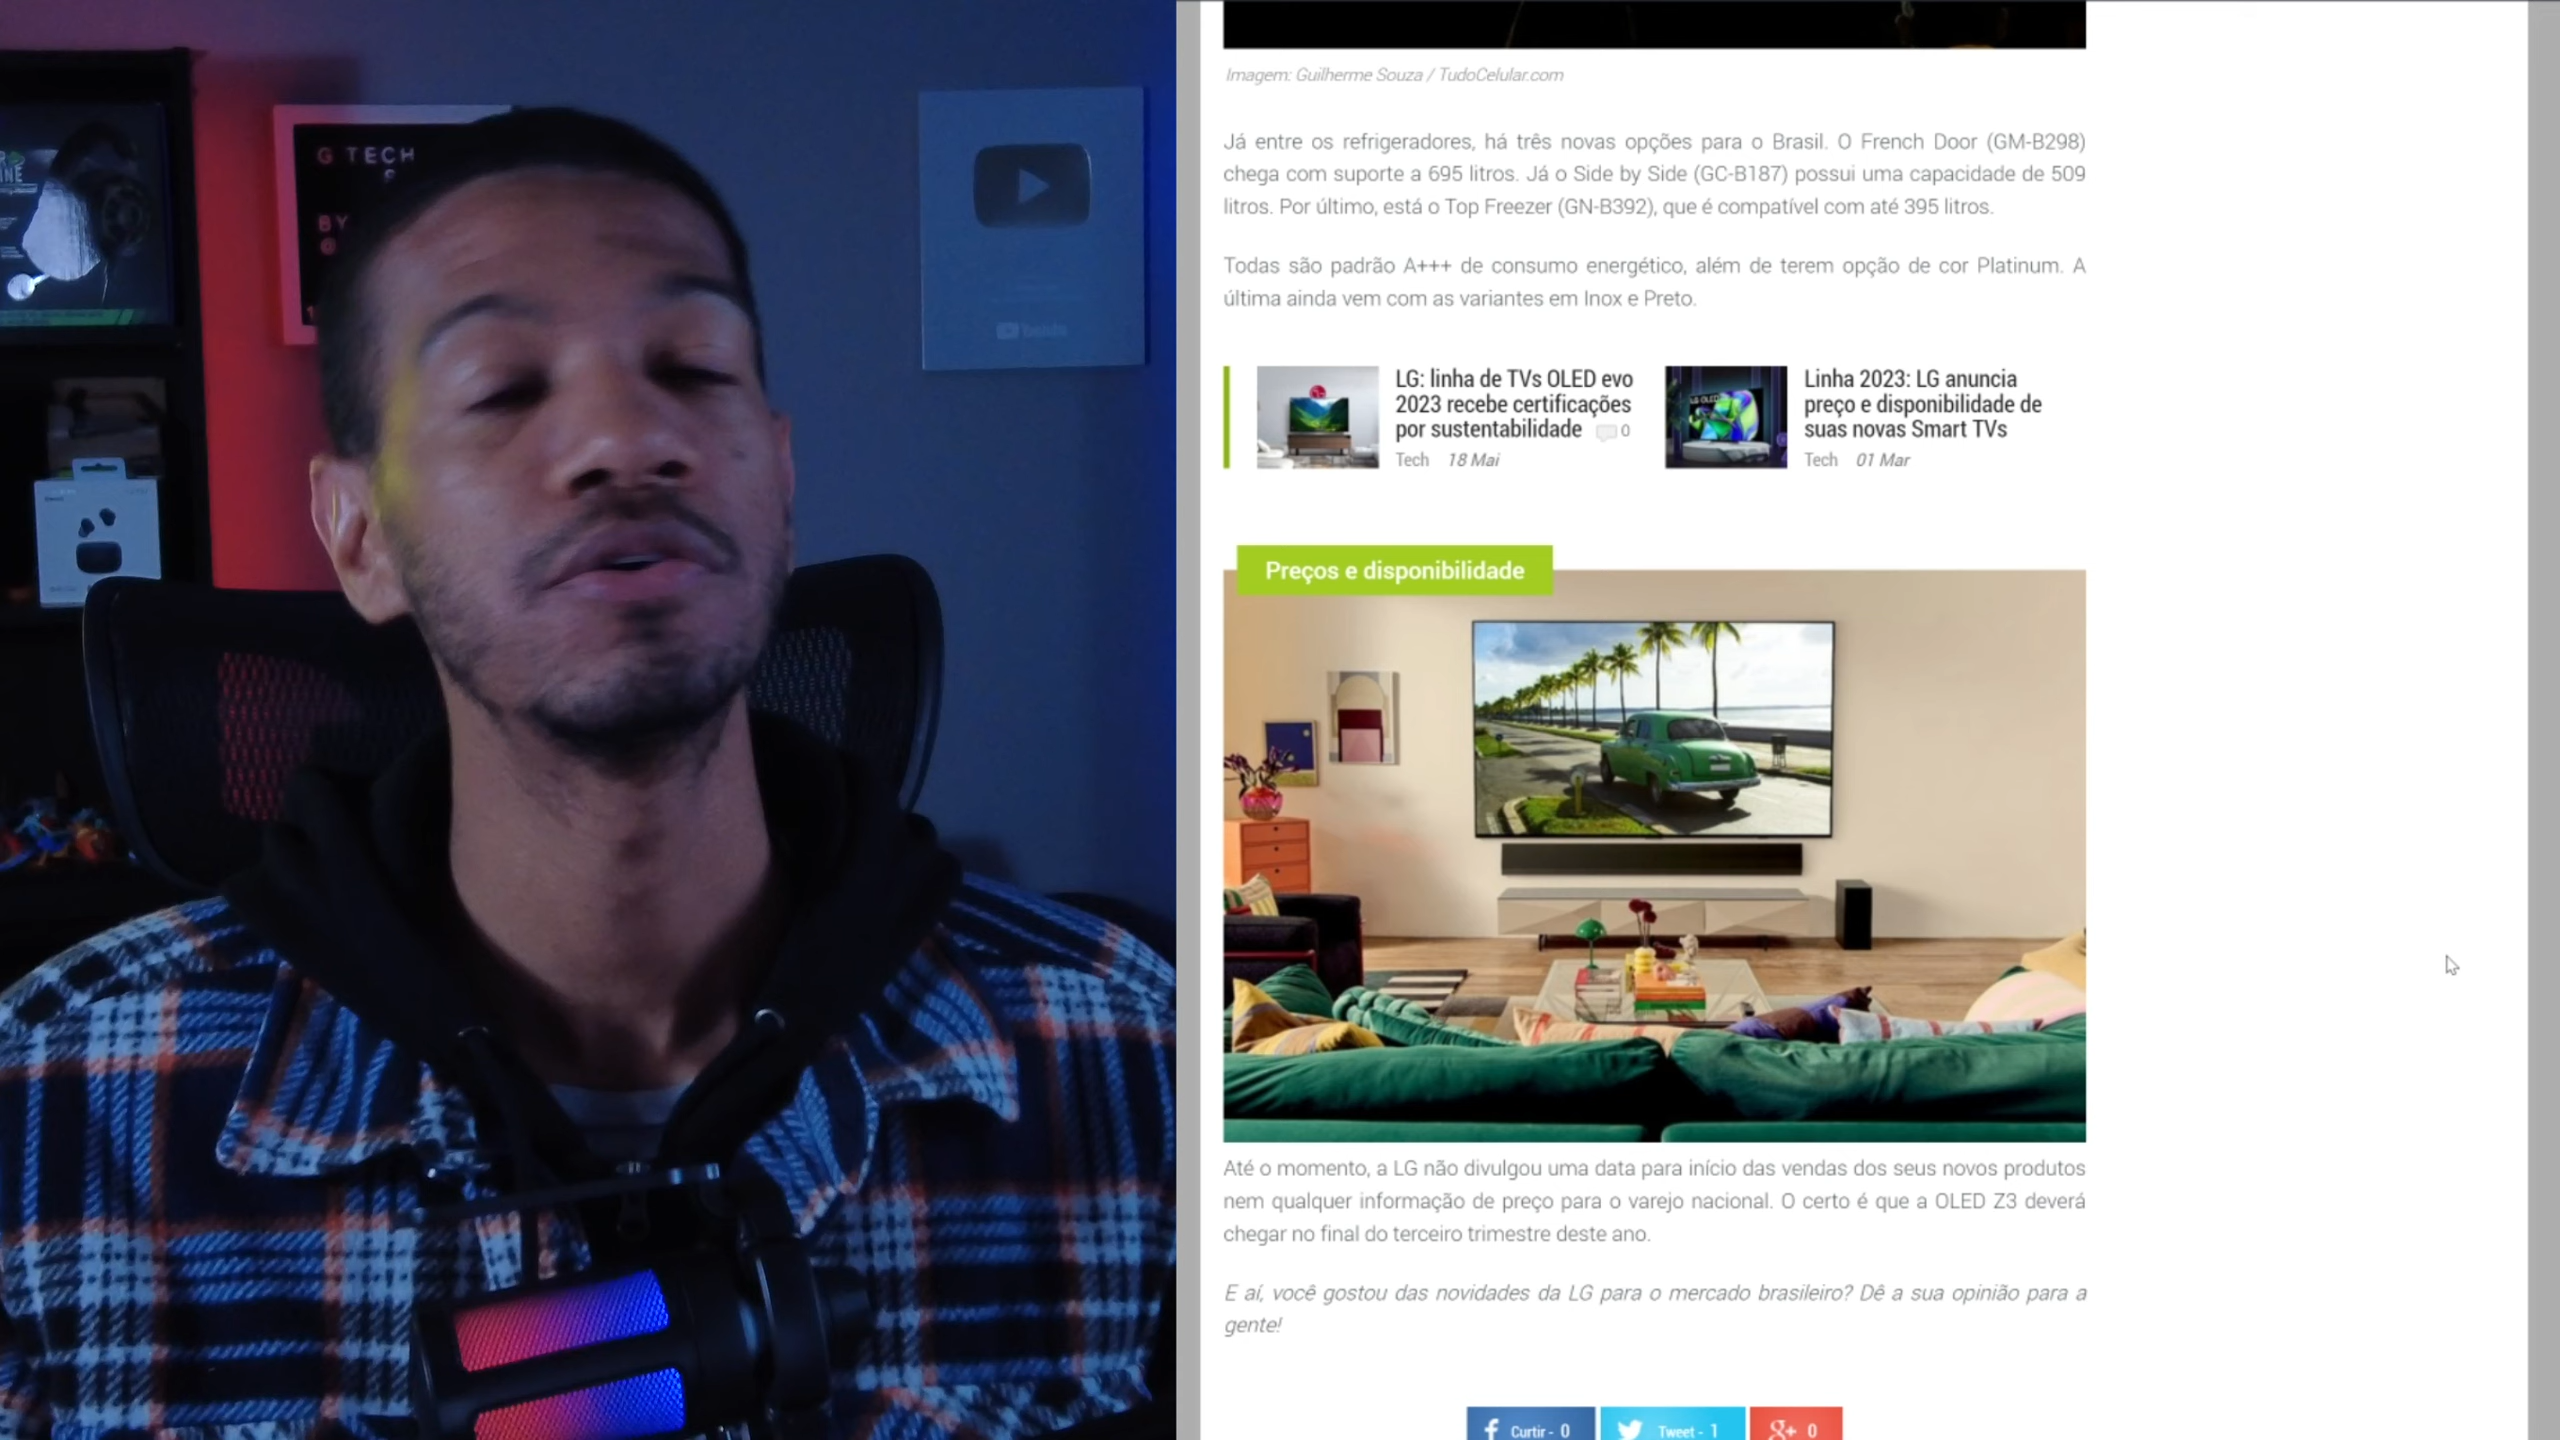 G TECH
BY
@
Imagem: Guilherme Souza / TudoCelular.com
Já entre os refrigeradores, há três novas opções para o Brasil. O French Door (GM-B298)
chega com suporte a 695 litros. Já o Side by Side (GC-B187) possui uma capacidade de 509
litros. Por último, está o Top Freezer (GN-B392), que é compatível com até 395 litros.
Todas são padrão A+++ de consumo energético, além de terem opção de cor Platinum. A
última ainda vem com as variantes em Inox e Preto.
LG: linha de TVs OLED evo
2023 recebe certificações
por sustentabilidade 0
Tech 18 Mai
Linha 2023: LG anuncia
preço e disponibilidade de
suas novas Smart TVs
Tech 01 Mar
Preços e disponibilidade
Até o momento, a LG não divulgou uma data para início das vendas dos seus novos produtos
nem qualquer informação de preço para o varejo nacional. O certo é que a OLED Z3 deverá
chegar no final do terceiro trimestre deste ano.
E aí, você gostou das novidades da LG para o mercado brasileiro? Dê a sua opinião para a
gente!
Curtir - 0
Tweet - 1
g+ 0